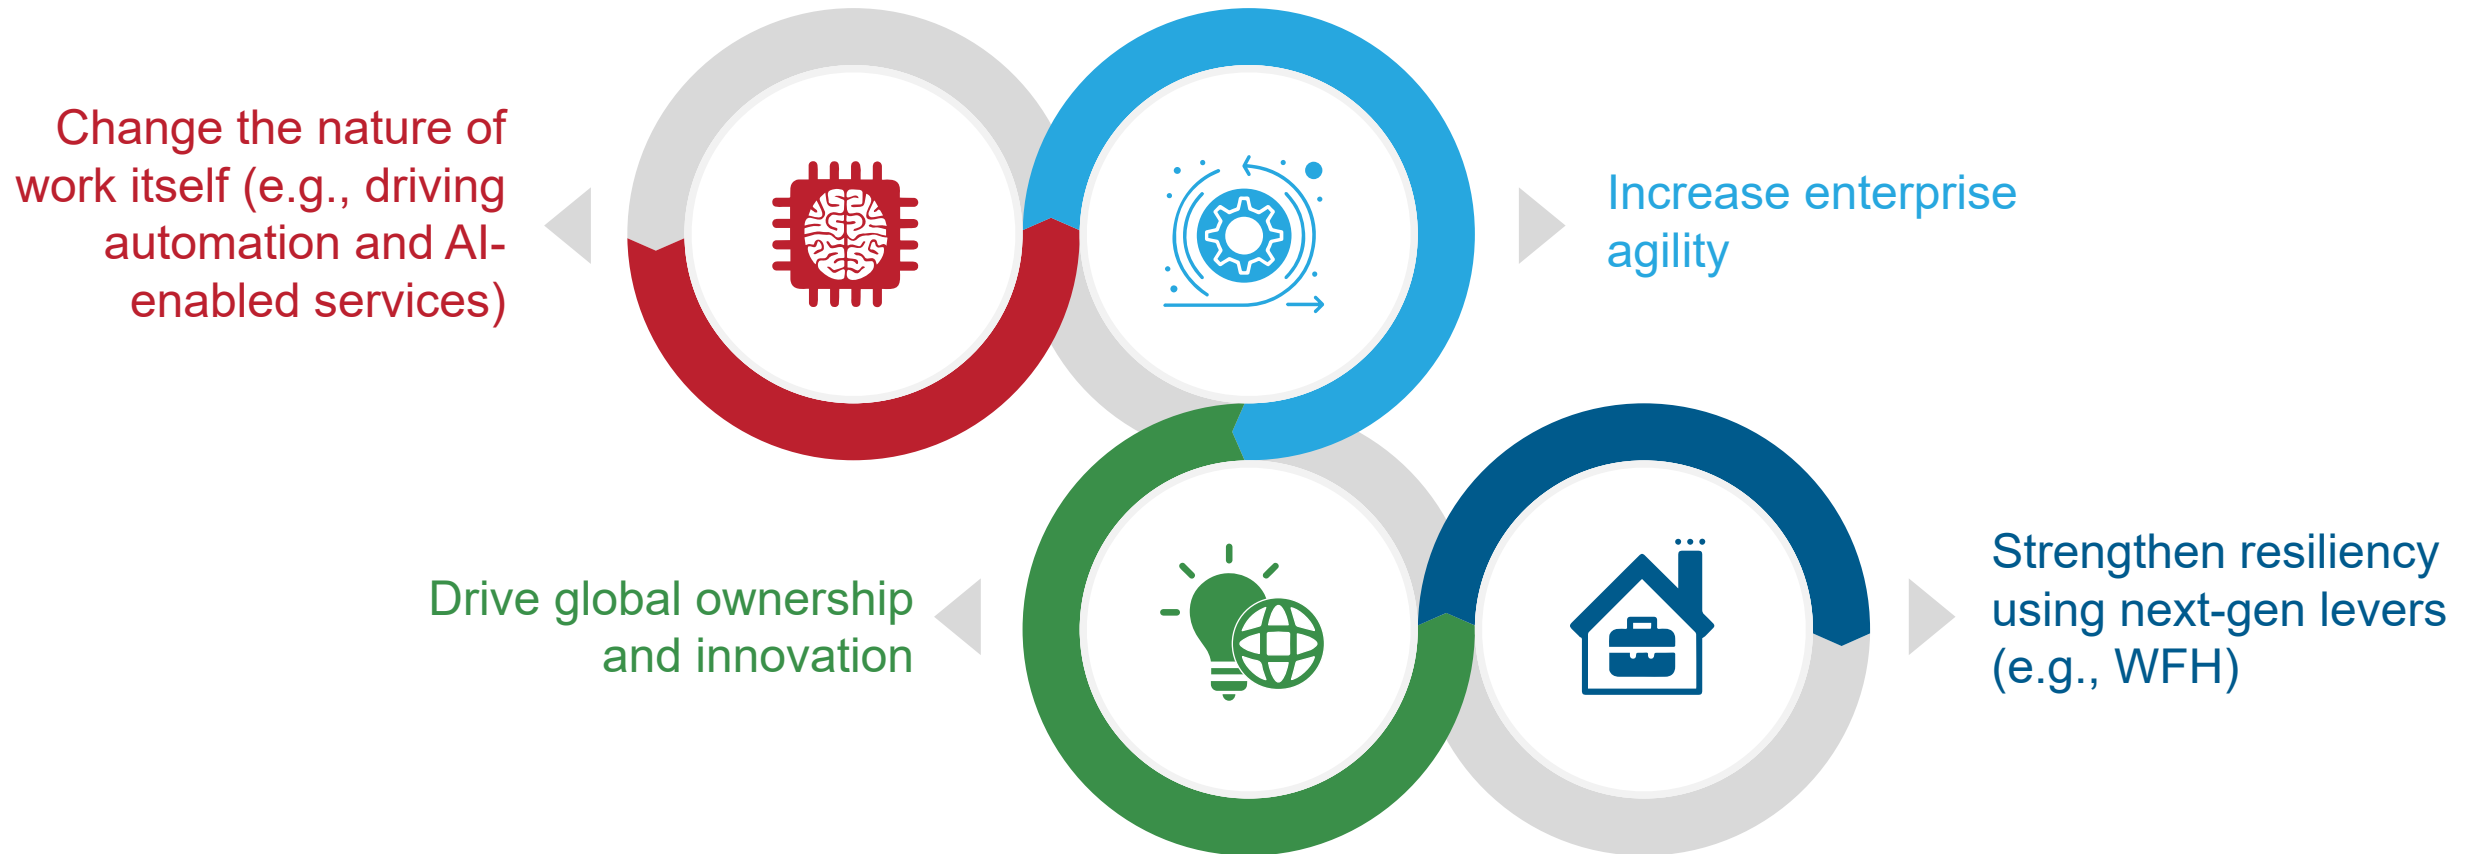 Change the nature of
work itself (e.g., driving
automation and AI-
enabled services)
Increase enterprise
agility
Drive global ownership
and innovation
Strengthen resiliency
using next-gen levers
(e.g., WFH)